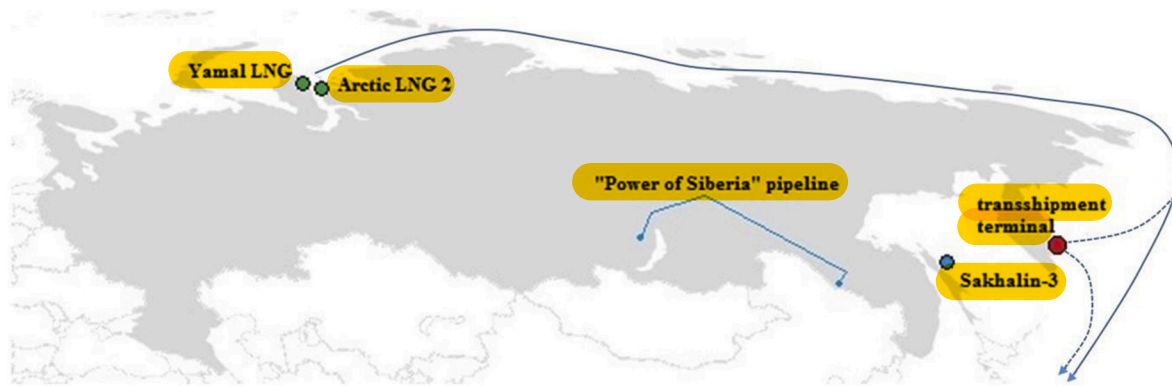 Yamal LNG
Arctic LNG 2
"Power of Siberia" pipeline
transshipment
terminal
Sakhalin-3